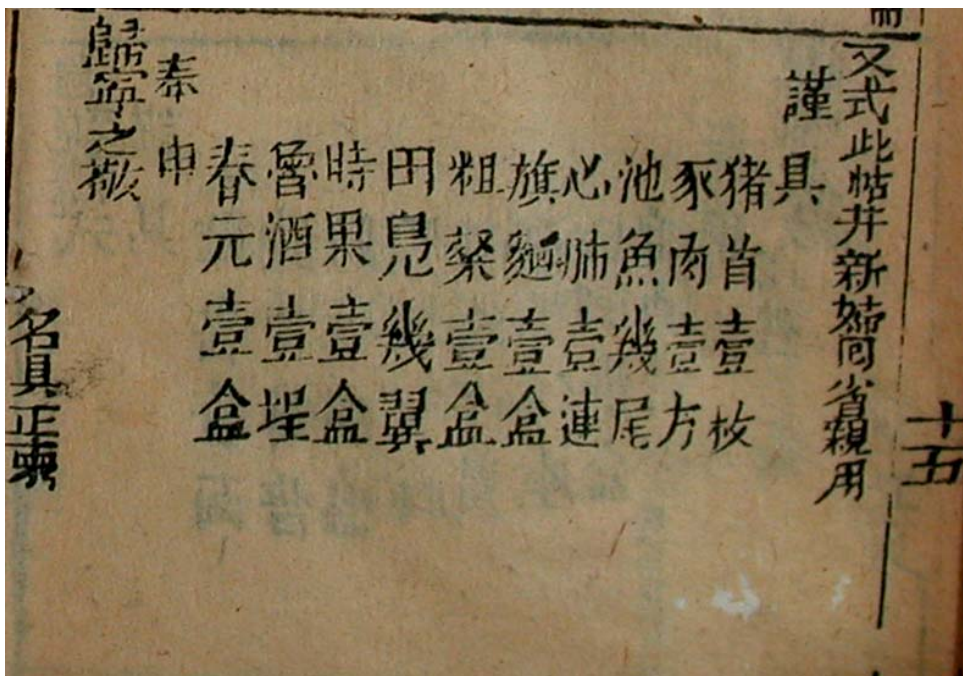 十五
又式此帖并新婚同省親用
謹具
猪首壹枚
豕肉壹方
池魚幾尾
心肺壹連
旗麵壹盒
粗粲壹盒
田鳧幾翼
時果壹盒
魯酒壹埕
春元壹盒
奉申
歸寧之敬
名具正柬